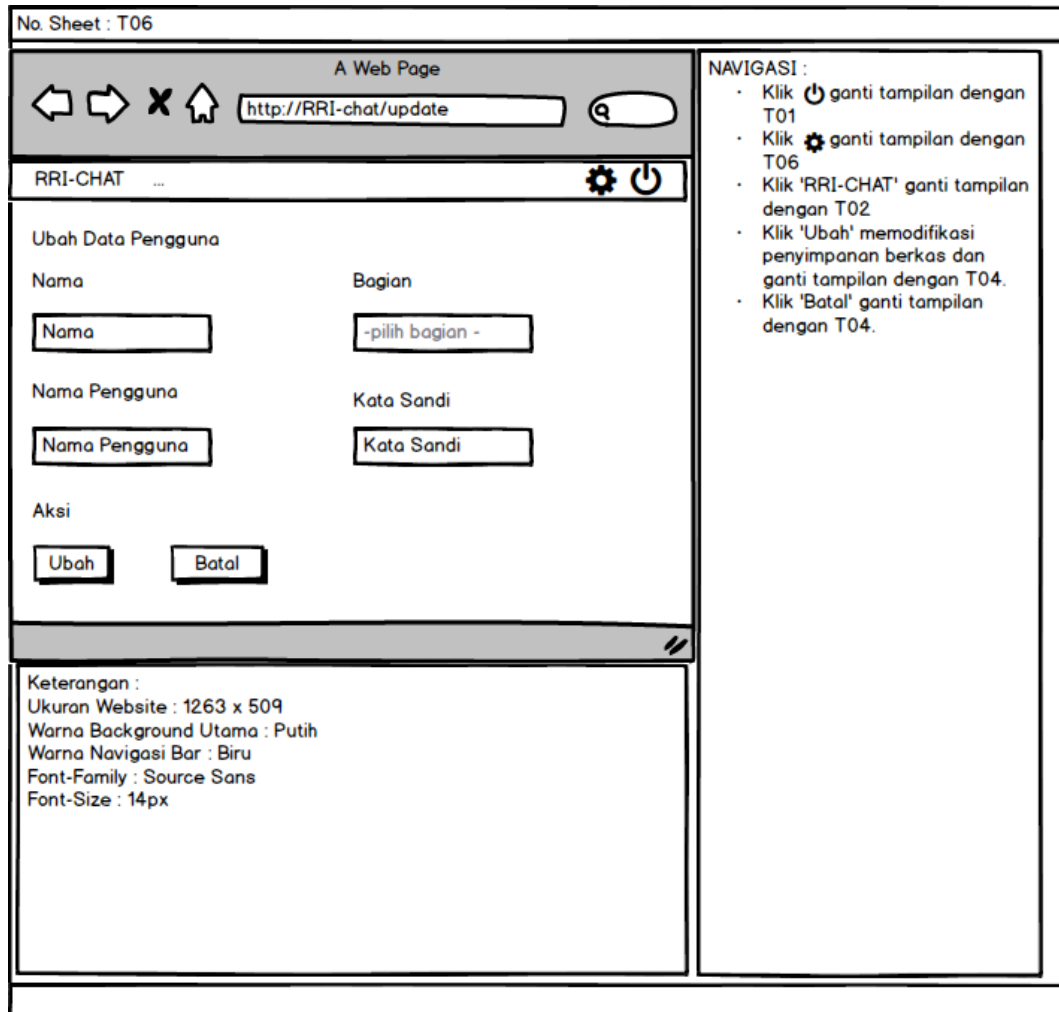 No. Sheet : T06
A Web Page
http://RRI-chat/update
RRI-CHAT ...
Ubah Data Pengguna
Nama Bagian
Nama -pilih bagian -
Nama Pengguna Kata Sandi
Nama Pengguna Kata Sandi
Aksi
Ubah Batal
NAVIGASI :
· Klik ganti tampilan dengan
T01
· Klik ganti tampilan dengan
T06
· Klik 'RRI-CHAT' ganti tampilan
dengan T02
· Klik 'Ubah' memodifikasi
penyimpanan berkas dan
ganti tampilan dengan T04.
· Klik 'Batal' ganti tampilan
dengan T04.
Keterangan :
Ukuran Website : 1263 x 509
Warna Background Utama : Putih
Warna Navigasi Bar : Biru
Font-Family : Source Sans
Font-Size : 14px